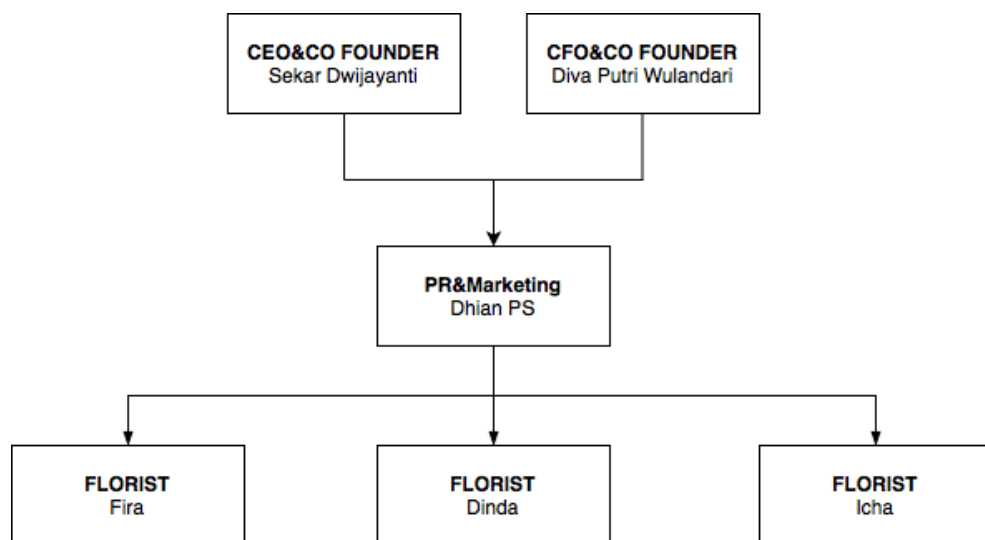 CEO&CO FOUNDER
Sekar Dwijayanti
CFO&CO FOUNDER
Diva Putri Wulandari
PR&Marketing
Dhian PS
FLORIST
Fira
FLORIST
Dinda
FLORIST
Icha